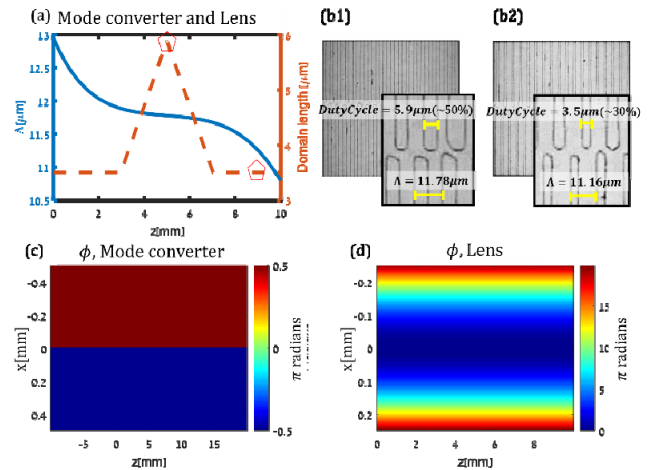 (a) Mode converter and Lens
13
12.5
12
11.5
11
10.5
Λ[μm]
6
5
4
3
Domain length [μm]
0 2 4 6 8 10
z[mm]
(b1)
DutyCycle = 5.9μm(~50%)
Λ = 11.78μm
(b2)
DutyCycle = 3.5μm(~30%)
Λ = 11.16μm
(c) ϕ, Mode converter
-0.4
-0.2
0
0.2
0.4
x[mm]
-5 0 5 10 15
z[mm]
0.5
0
-0.5
π radians
(d) ϕ, Lens
-0.2
0.1
0
0.1
0.2
x[mm]
0 2 4 6 8
z[mm]
15
10
5
0
π radians